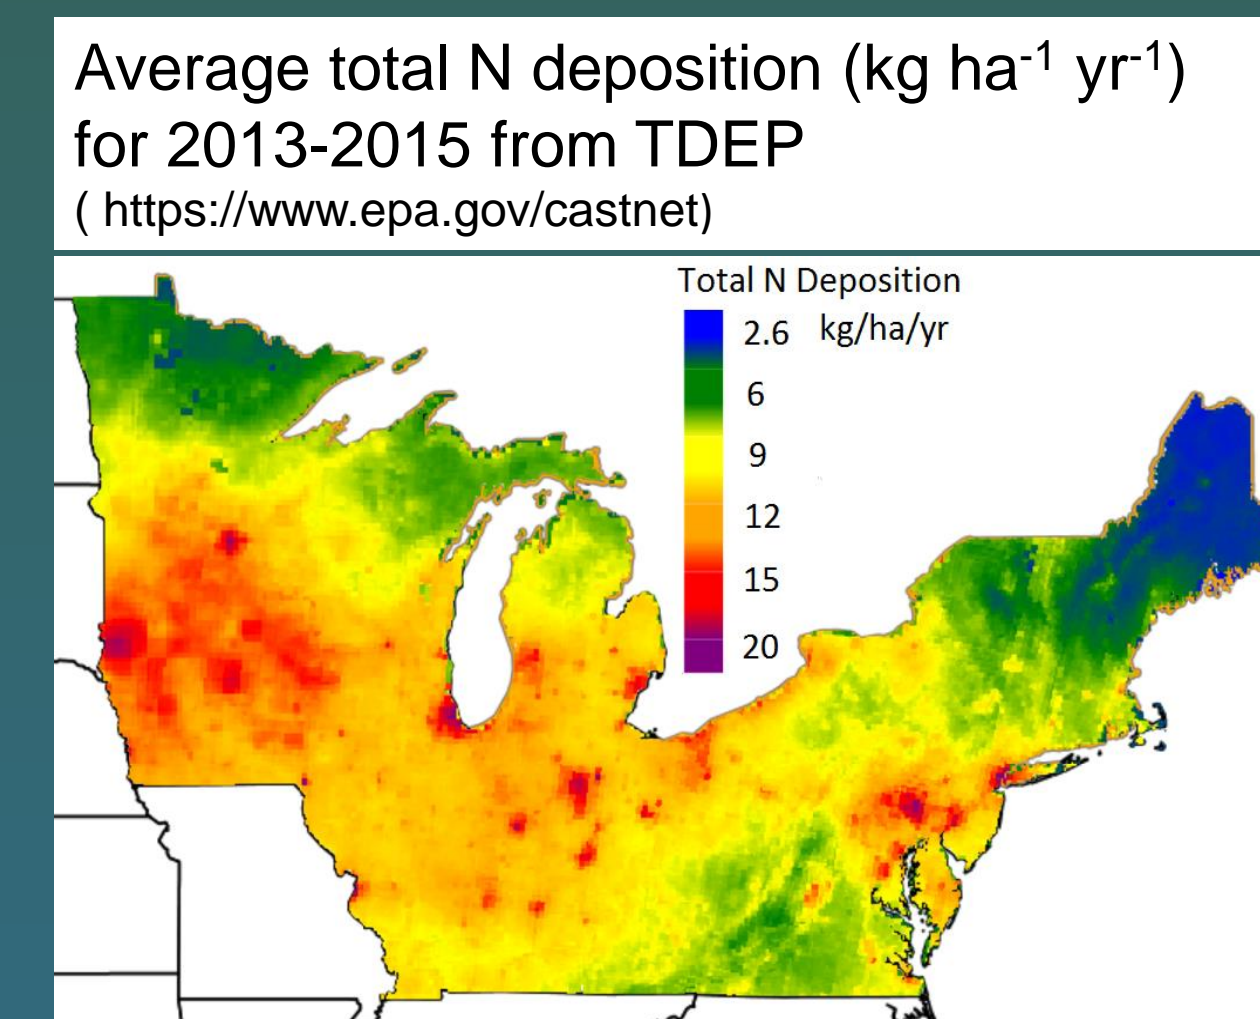 Average total N deposition (kg ha⁻¹ yr⁻¹)
for 2013-2015 from TDEP
( https://www.epa.gov/castnet)
Total N Deposition
2.6 kg/ha/yr
6
9
12
15
20